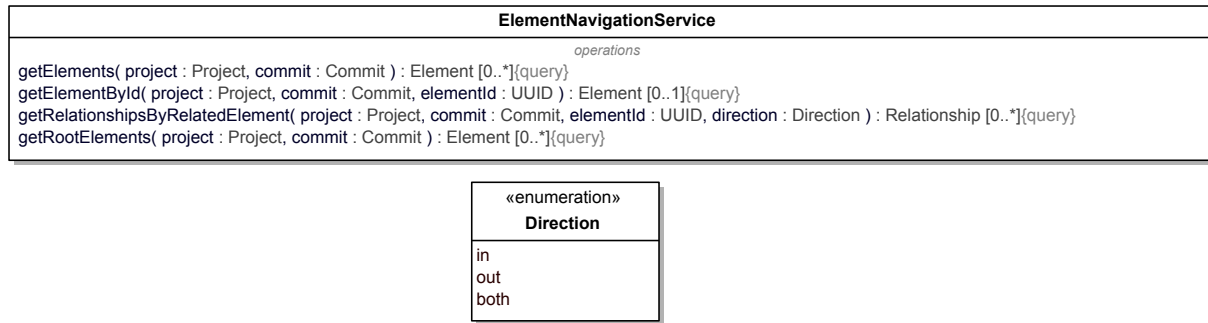 ElementNavigationService
operations
getElements( project : Project, commit : Commit ) : Element [0..*]{query}
getElementById( project : Project, commit : Commit, elementId : UUID ) : Element [0..1]{query}
getRelationshipsByRelatedElement( project : Project, commit : Commit, elementId : UUID, direction : Direction ) : Relationship [0..*]{query}
getRootElements( project : Project, commit : Commit ) : Element [0..*]{query}
«enumeration»
Direction
in
out
both